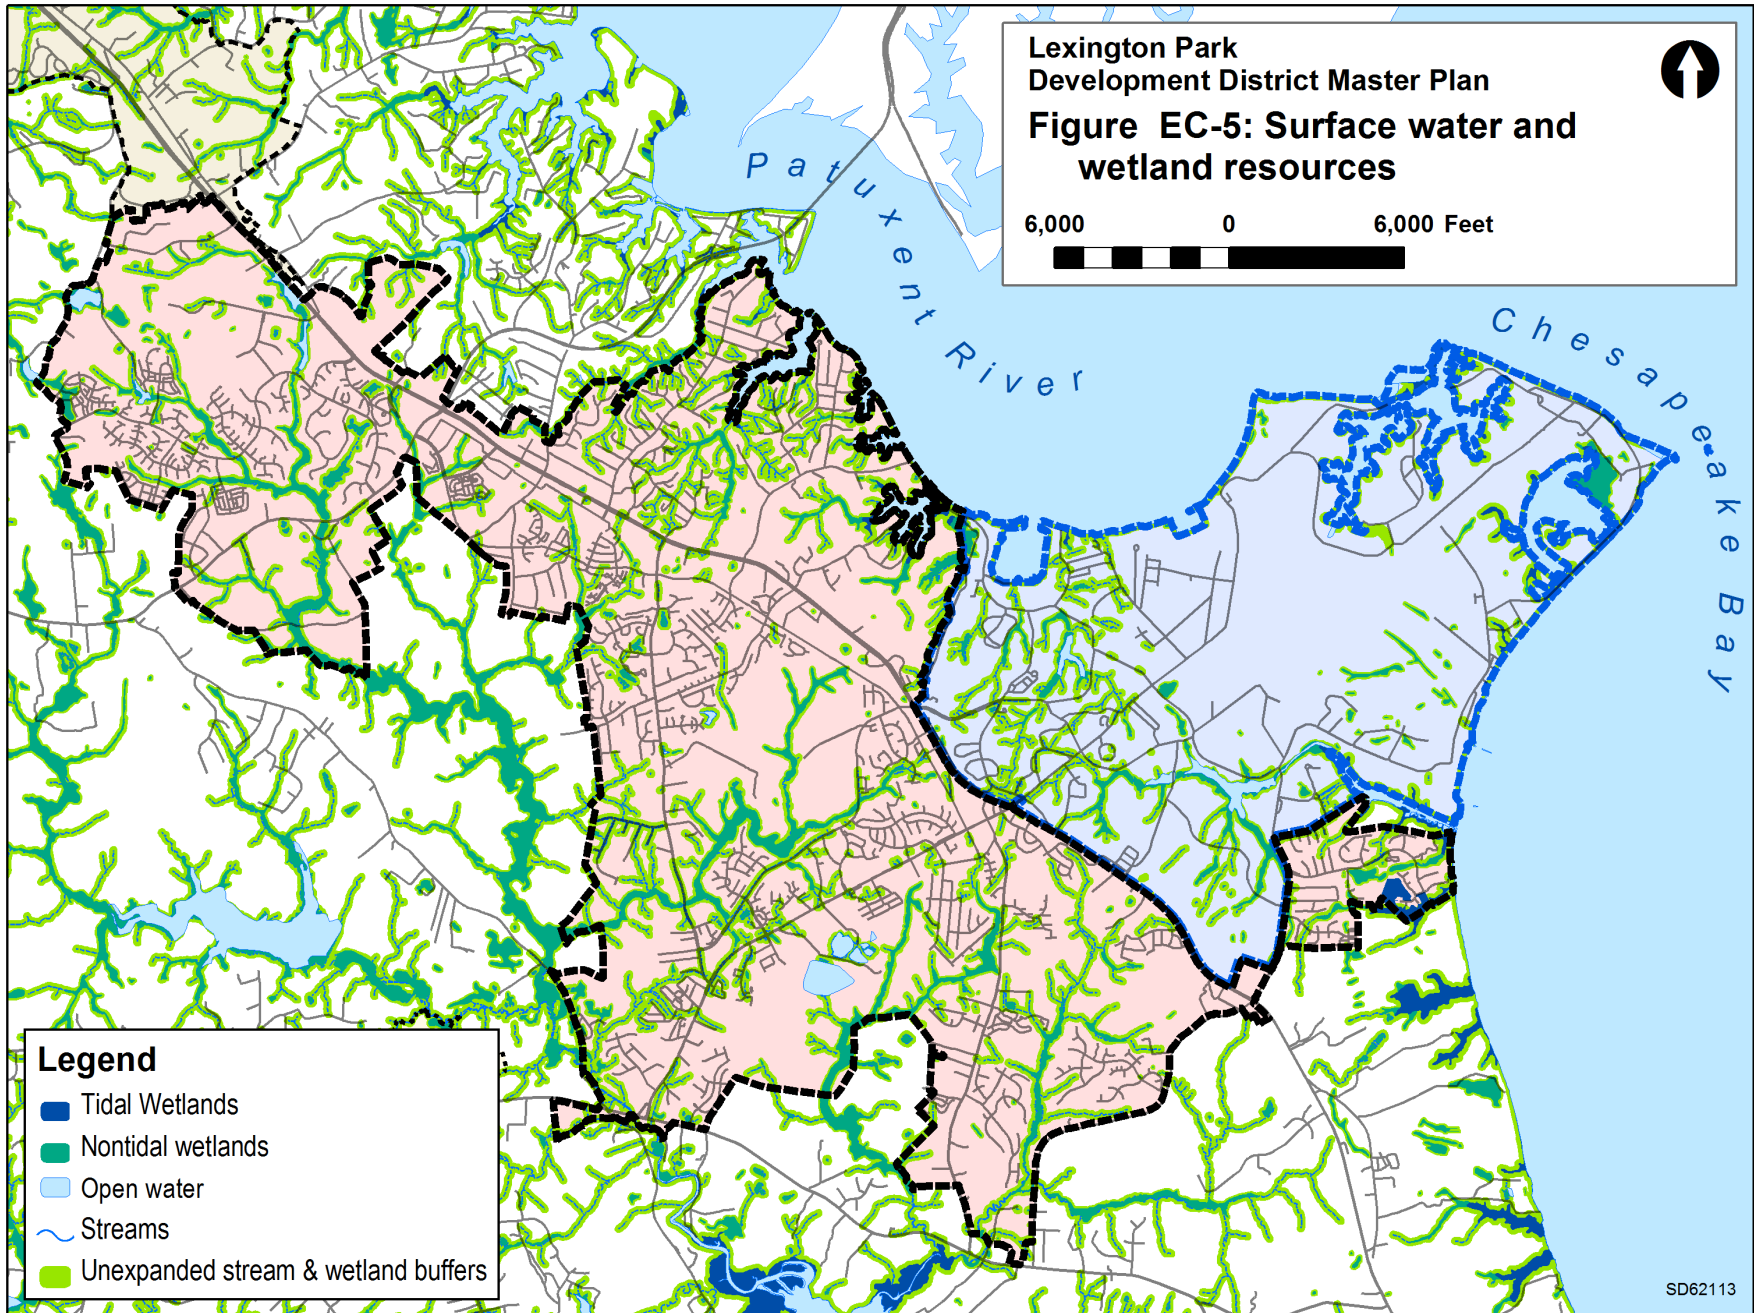 Lexington Park
Development District Master Plan
Figure EC-5: Surface water and
wetland resources
6,000 0 6,000 Feet
Patuxent River
Chesapeake Bay
Legend
Tidal Wetlands
Nontidal wetlands
Open water
Streams
Unexpanded stream & wetland buffers
SD62113